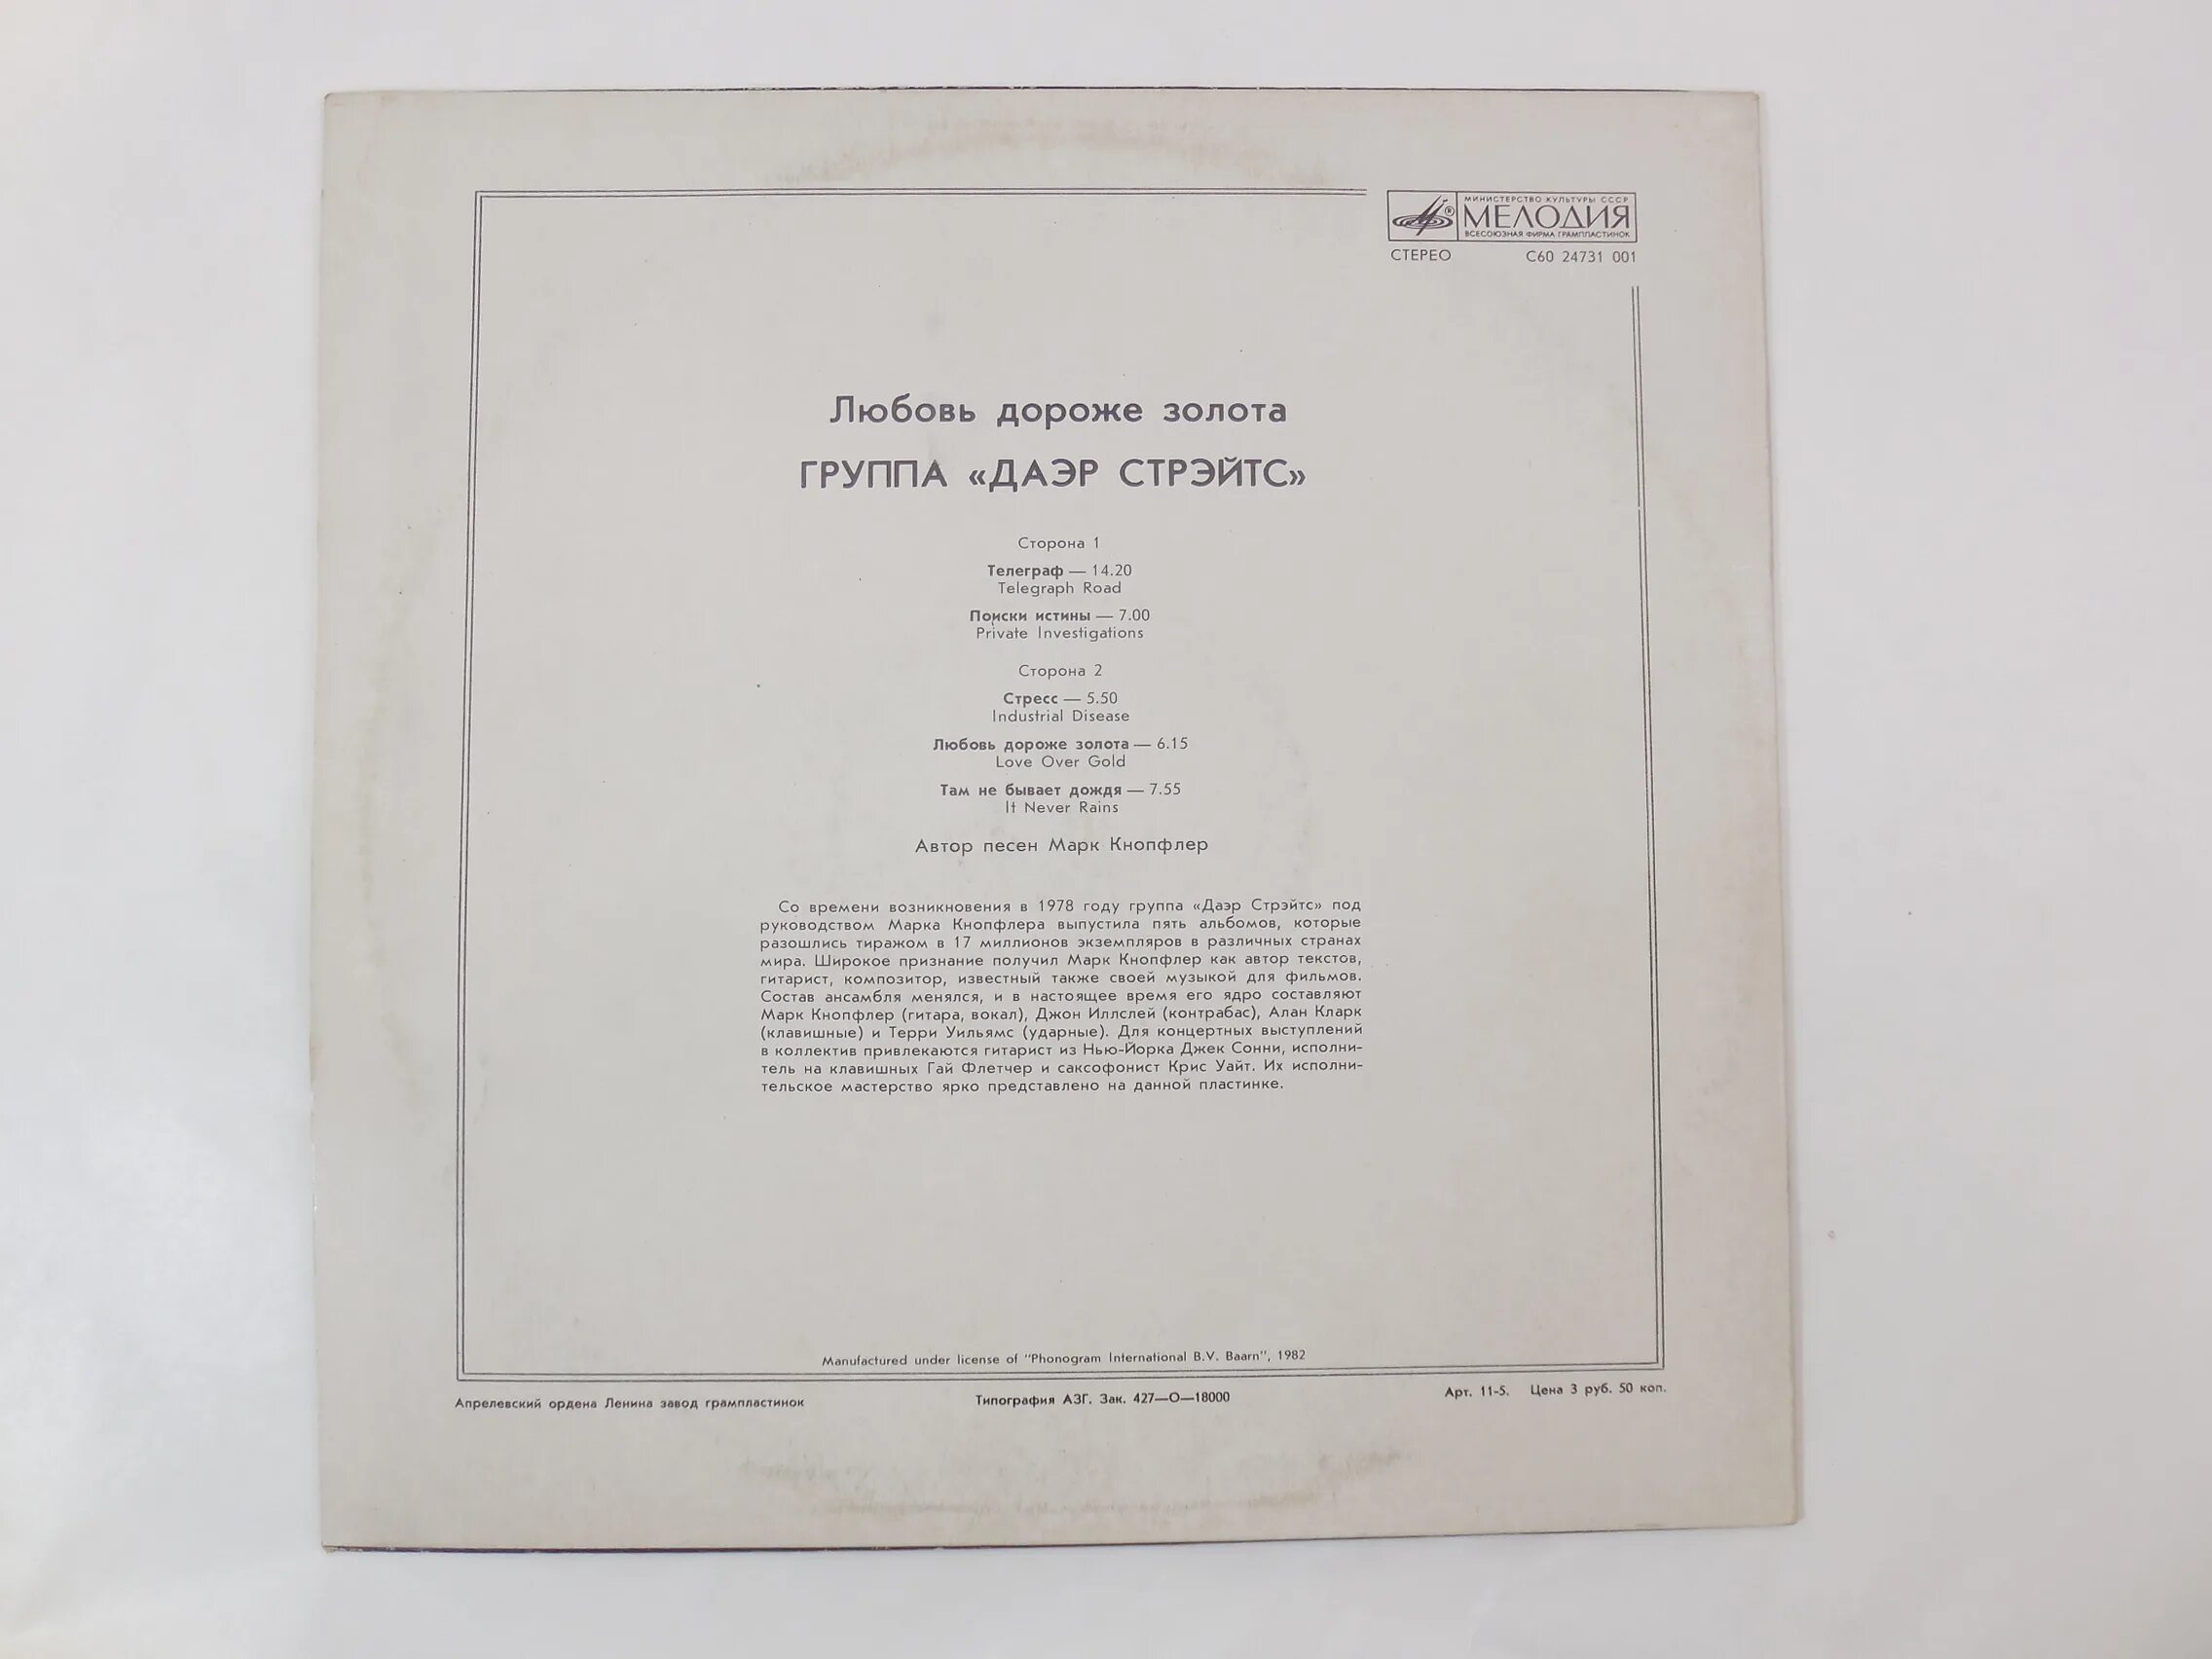 МИНИСТЕРСТВО КУЛЬТУРЫ СССР
МЕЛОДИЯ
ВСЕСОЮЗНАЯ ФИРМА ГРАМПЛАСТИНОК
СТЕРЕО С60 24731 001
Любовь дороже золота
ГРУППА «ДАЭР СТРЭЙТС»
Сторона 1
Телеграф — 14.20
Telegraph Road
Поиски истины — 7.00
Private Investigations
Сторона 2
Стресс — 5.50
Industrial Disease
Любовь дороже золота — 6.15
Love Over Gold
Там не бывает дождя — 7.55
It Never Rains
Автор песен Марк Кнопфлер
Со времени возникновения в 1978 году группа «Даэр Стрэйтс» под
руководством Марка Кнопфлера выпустила пять альбомов, которые
разошлись тиражом в 17 миллионов экземпляров в различных странах
мира. Широкое признание получил Марк Кнопфлер как автор текстов,
гитарист, композитор, известный также своей музыкой для фильмов.
Состав ансамбля менялся, и в настоящее время его ядро составляют
Марк Кнопфлер (гитара, вокал), Джон Иллслей (контрабас), Алан Кларк
(клавишные) и Терри Уильямс (ударные). Для концертных выступлений
в коллектив привлекаются гитарист из Нью-Йорка Джек Сонни, исполни-
тель на клавишных Гай Флетчер и саксофонист Крис Уайт. Их исполни-
тельское мастерство ярко представлено на данной пластинке.
Manufactured under license of "Phonogram International B.V. Baarn", 1982
Апрелевский ордена Ленина завод грампластинок Типография АЗГ. Зак. 427—О—18000 Арт. 11-5. Цена 3 руб. 50 коп.